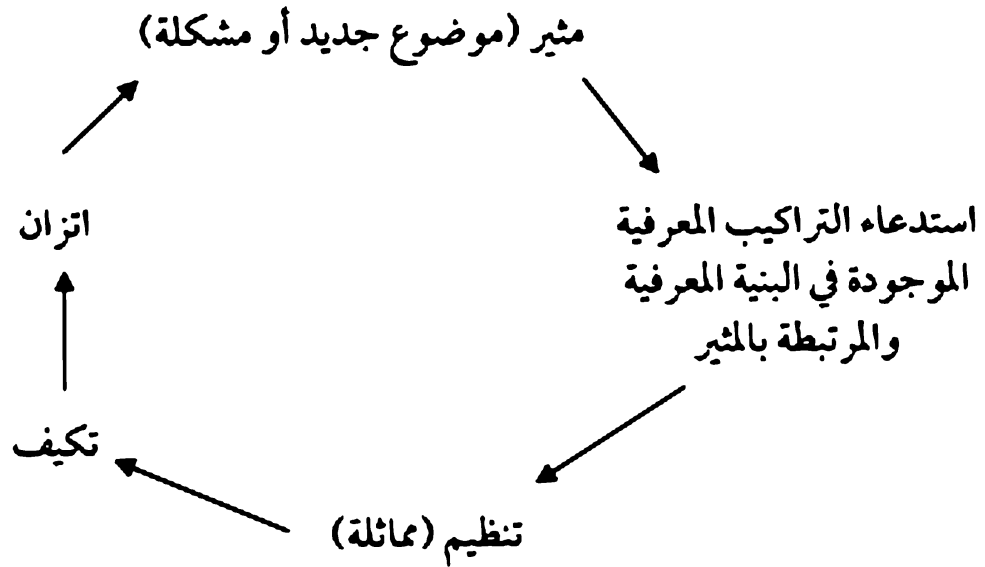 مثير (موضوع جديد أو مشكلة)
استدعاء التراكيب المعرفية
الموجودة في البنية المعرفية
والمرتبطة بالمثير
تنظيم (مماثلة)
تكيف
اتزان